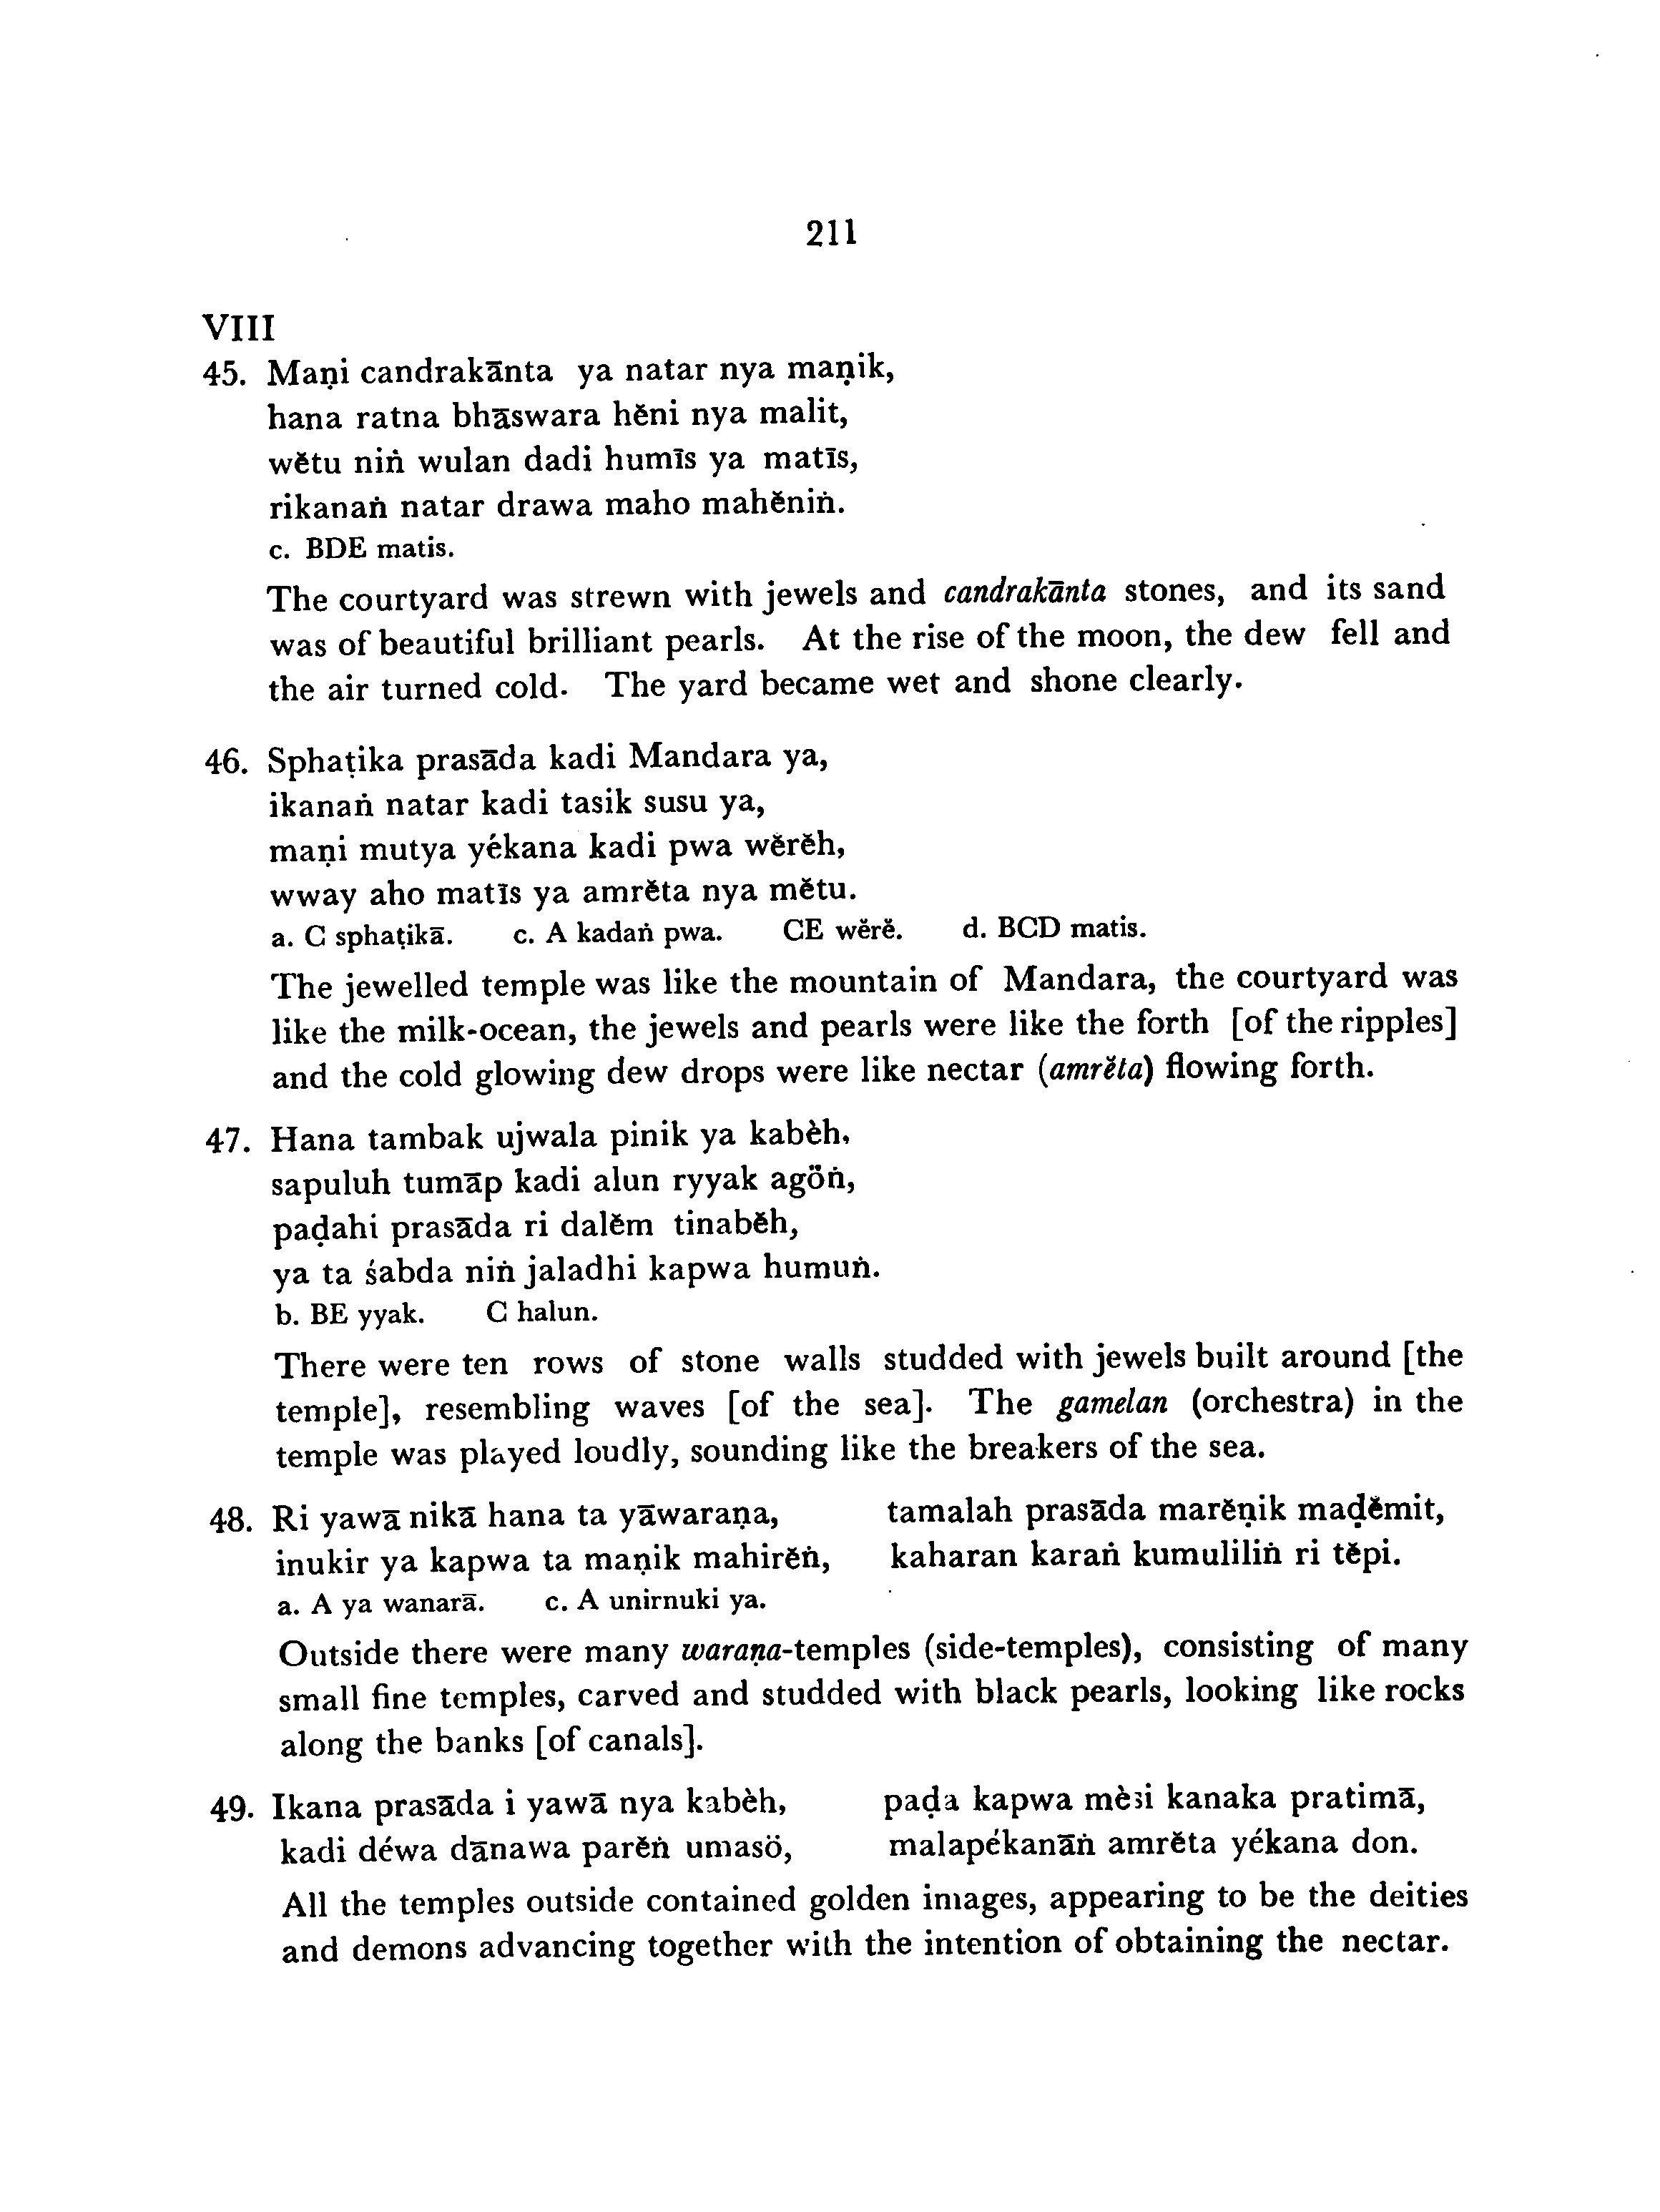 211
VIII
45. Maṇi candrakānta ya natar nya maṇik,
hana ratna bhāswara hĕni nya malit,
wĕtu niṅ wulan dadi humīs ya matīs,
rikanaṅ natar drawa maho mahĕniṅ.
c. BDE matis.
The courtyard was strewn with jewels and candrakānta stones, and its sand
was of beautiful brilliant pearls. At the rise of the moon, the dew fell and
the air turned cold. The yard became wet and shone clearly.
46. Sphaṭika prasāda kadi Mandara ya,
ikanaṅ natar kadi tasik susu ya,
maṇi mutya yékana kadi pwa wĕrĕh,
wway aho matīs ya amrĕta nya mĕtu.
a. C sphaṭikā. c. A kadaṅ pwa. CE wĕrĕ. d. BCD matis.
The jewelled temple was like the mountain of Mandara, the courtyard was
like the milk-ocean, the jewels and pearls were like the forth [of the ripples]
and the cold glowing dew drops were like nectar (amrĕta) flowing forth.
47. Hana tambak ujwala pinik ya kabèh,
sapuluh tumāp kadi alun ryyak agöṅ,
paḍahi prasāda ri dalĕm tinabĕh,
ya ta śabda niṅ jaladhi kapwa humuṅ.
b. BE yyak. C halun.
There were ten rows of stone walls studded with jewels built around [the
temple], resembling waves [of the sea]. The gamelan (orchestra) in the
temple was played loudly, sounding like the breakers of the sea.
48. Ri yawā nikā hana ta yāwaraṇa, tamalah prasāda marĕṇik maḍĕmit,
inukir ya kapwa ta maṇik mahirĕṅ, kaharan karaṅ kumuliliṅ ri tĕpi.
a. A ya wanarā. c. A unirnuki ya.
Outside there were many waraṇa-temples (side-temples), consisting of many
small fine temples, carved and studded with black pearls, looking like rocks
along the banks [of canals].
49. Ikana prasāda i yawā nya kabèh, paḍa kapwa mèsi kanaka pratimā,
kadi déwa dānawa parĕṅ umasö, malapékanāṅ amrĕta yékana don.
All the temples outside contained golden images, appearing to be the deities
and demons advancing together with the intention of obtaining the nectar.